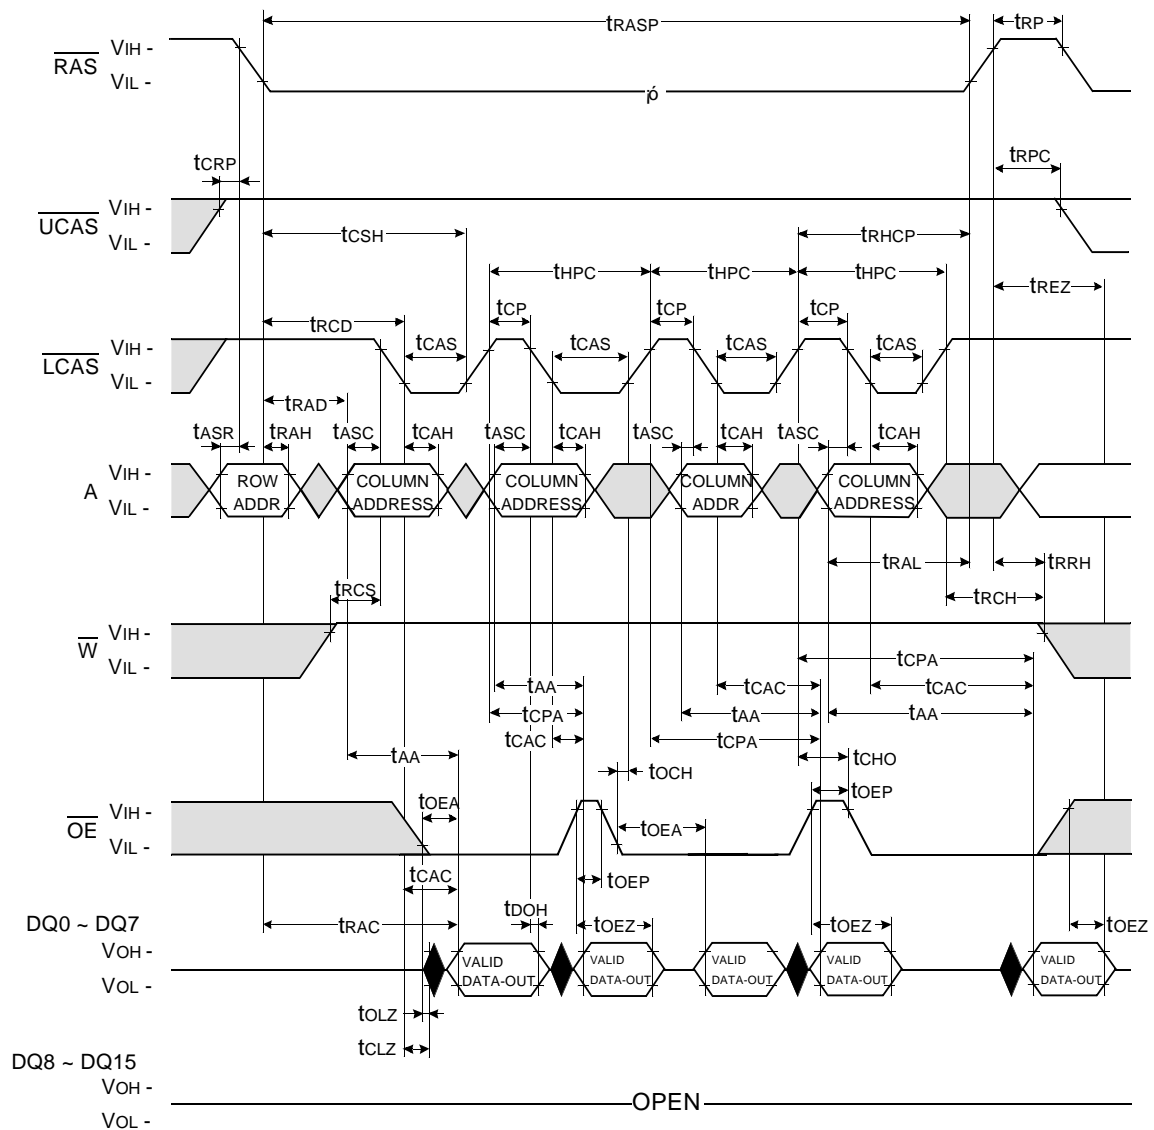 tRASP tRP
RAS VIH -
VIL -
ṕó
tCRP tRPC
UCAS VIH -
VIL -
tCSH tRHCP
tHPC tHPC tHPC
tREZ
tRCD tCP tCP tCP
tCAS tCAS tCAS tCAS
LCAS VIH -
VIL -
tRAD
tASR tRAH tASC tCAH tASC tCAH tASC tCAH tASC tCAH
A VIH -
VIL -
ROW ADDR
COLUMN ADDRESS
COLUMN ADDRESS
COLUMN ADDR
COLUMN ADDRESS
tRAL tRRH
tRCS tRCH
W VIH -
VIL -
tCPA
tAA tCAC tCAC
tCPA tAA tAA
tCAC tCPA
tAA tOCH tCHO
tOEA tOEP
OE VIH -
VIL -
tOEA
tCAC tOEP
tDOH
tRAC tOEZ tOEZ tOEZ
DQ0 ~ DQ7
VOH -
VOL -
VALID DATA-OUT
VALID DATA-OUT
VALID DATA-OUT
VALID DATA-OUT
VALID DATA-OUT
tOLZ
tCLZ
DQ8 ~ DQ15
VOH -
VOL -
OPEN